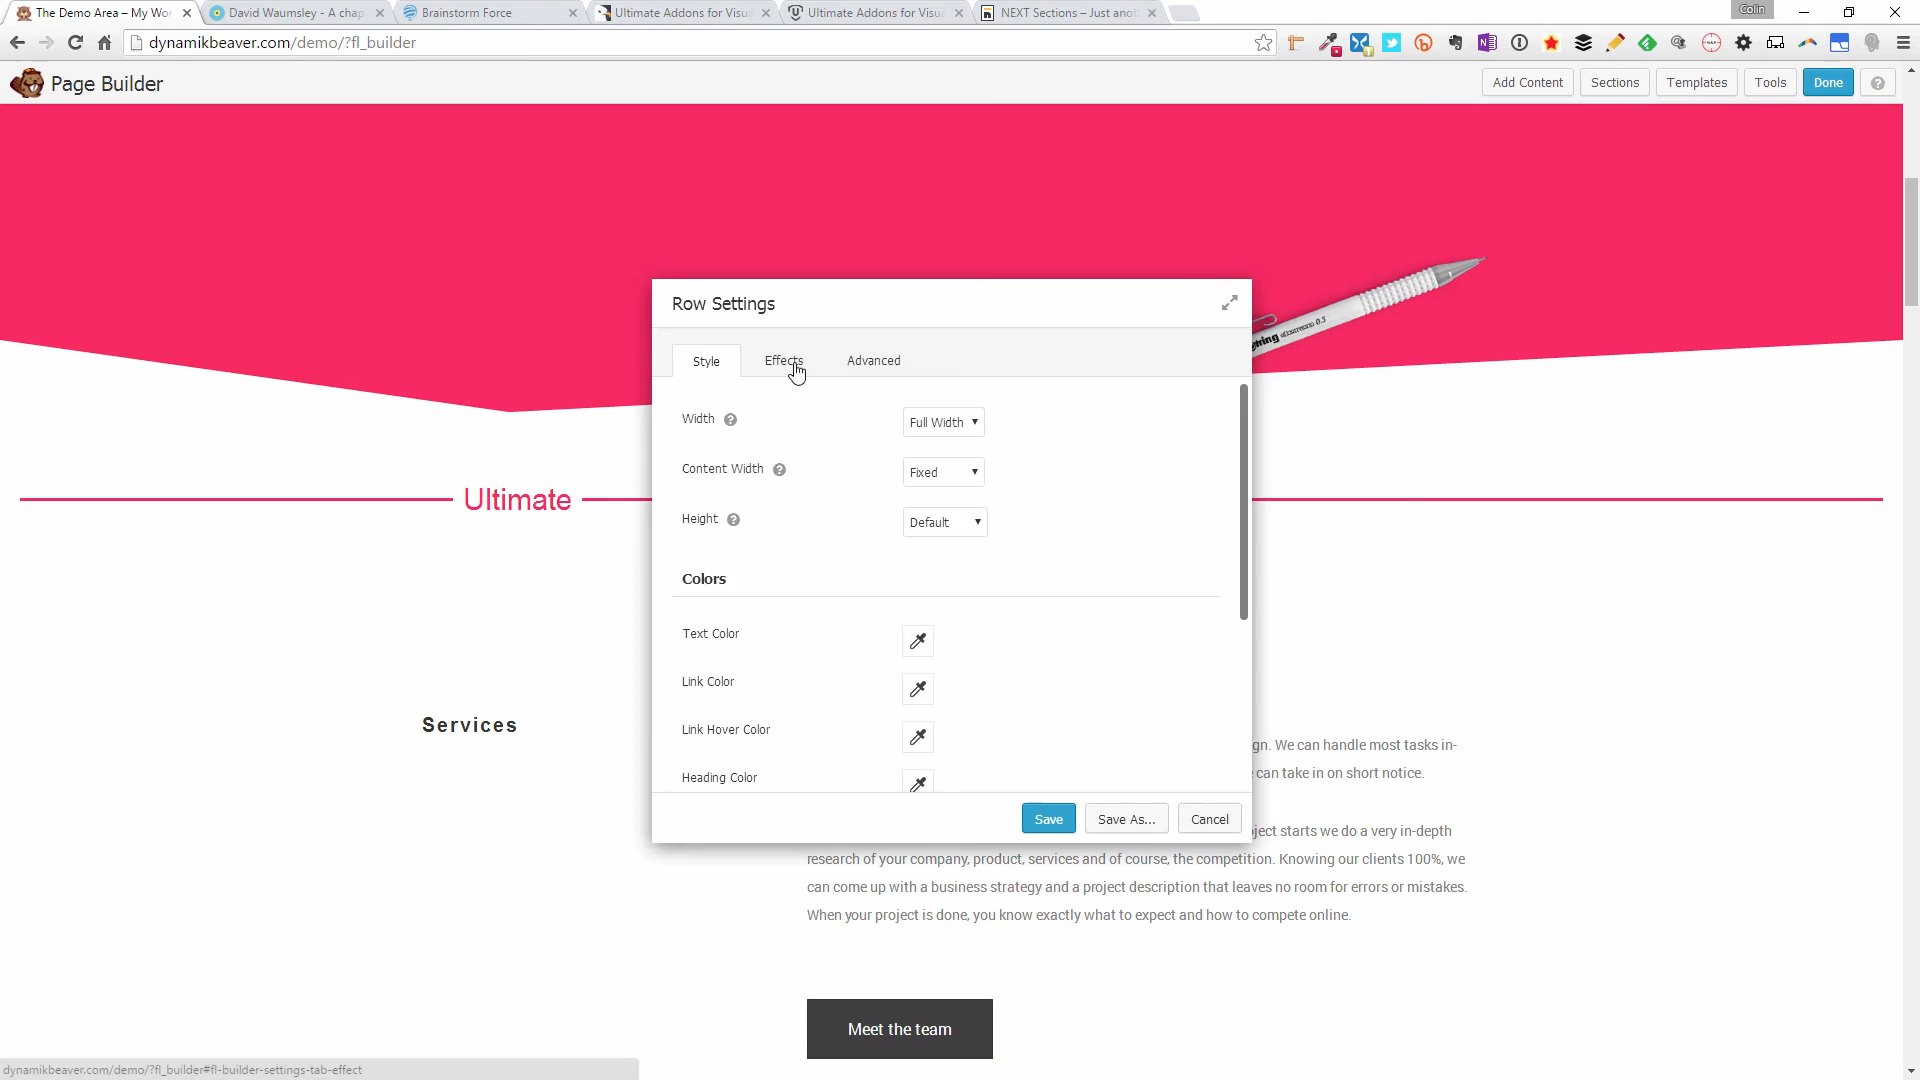 The Demo Area – My Wo
David Waumsley - A chap
Brainstorm Force
Ultimate Addons for Visua
Ultimate Addons for Visua
NEXT Sections – Just anot
Colin
dynamikbeaver.com/demo/?fl_builder
Page Builder
Add Content
Sections
Templates
Tools
Done
?
Row Settings
Style
Effects
Advanced
Width ?
Full Width
Content Width ?
Fixed
Height ?
Default
Ultimate
Colors
Text Color
Link Color
Link Hover Color
Heading Color
Services
gn. We can handle most tasks in-
can take in on short notice.
Save
Save As...
Cancel
ject starts we do a very in-depth
research of your company, product, services and of course, the competition. Knowing our clients 100%, we
can come up with a business strategy and a project description that leaves no room for errors or mistakes.
When your project is done, you know exactly what to expect and how to compete online.
Meet the team
dynamikbeaver.com/demo/?fl_builder#fl-builder-settings-tab-effect